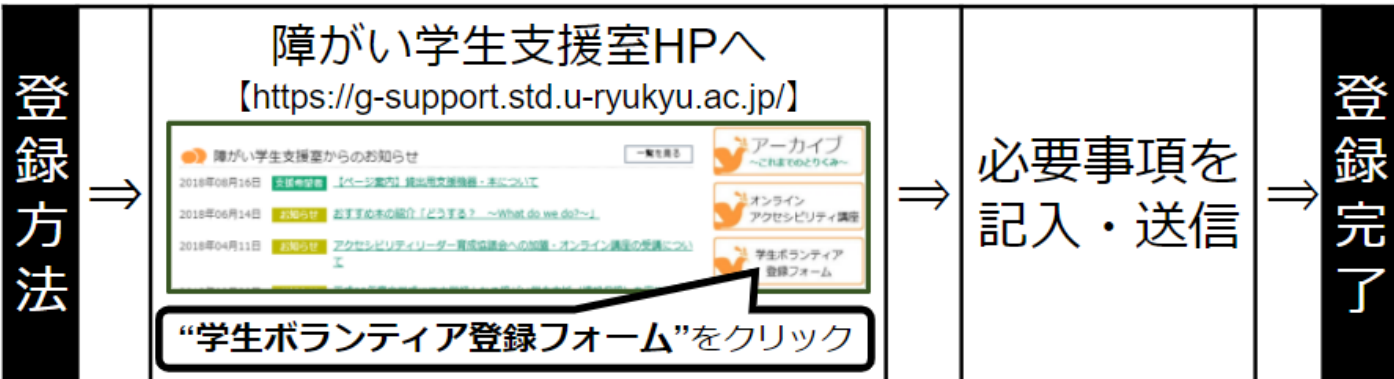 登録方法
⇒
障がい学生支援室HPへ
【https://g-support.std.u-ryukyu.ac.jp/】
障がい学生支援室からのお知らせ
一覧を見る
2018年08月16日 支援希望者 【ページ案内】貸出用支援機器・本について
2018年06月14日 お知らせ おすすめ本の紹介「どうする? ~What do we do?~」
2018年04月11日 お知らせ アクセシビリティリーダー育成協議会への加盟・オンライン講座の受講につい
て
アーカイブ
~これまでのとりくみ~
オンライン
アクセシビリティ講座
学生ボランティア
登録フォーム
“学生ボランティア登録フォーム”をクリック
⇒
必要事項を
記入・送信
⇒
登録完了